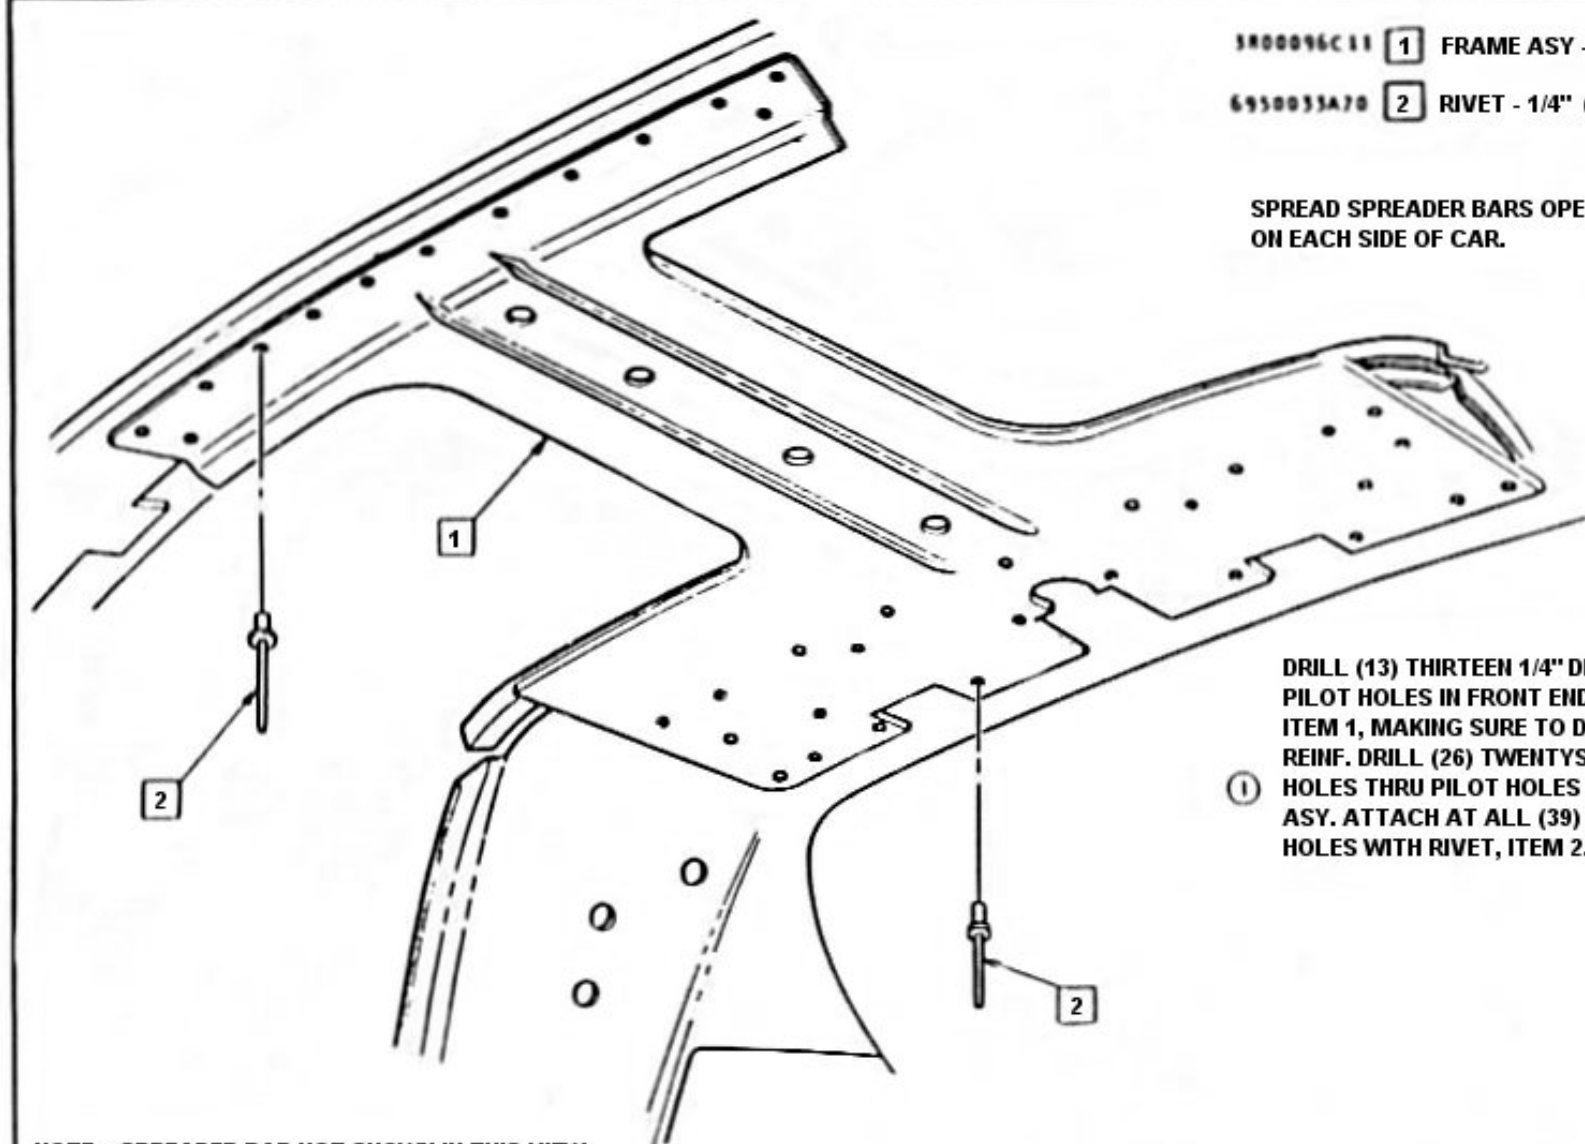 3800096C11 1 FRAME ASY -
6950033A70 2 RIVET - 1/4" (
SPREAD SPREADER BARS OPE
ON EACH SIDE OF CAR.
1
2
DRILL (13) THIRTEEN 1/4" D
PILOT HOLES IN FRONT END
ITEM 1, MAKING SURE TO D
REINF. DRILL (26) TWENTYS
1 HOLES THRU PILOT HOLES
ASY. ATTACH AT ALL (39)
HOLES WITH RIVET, ITEM 2.
2